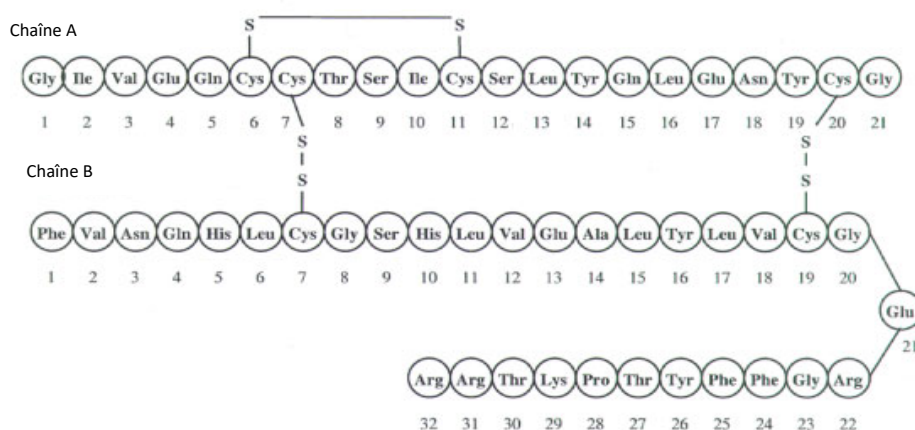 S S
Chaîne A
Gly Ile Val Glu Gln Cys Cys Thr Ser Ile Cys Ser Leu Tyr Gln Leu Glu Asn Tyr Cys Gly
1 2 3 4 5 6 7 8 9 10 11 12 13 14 15 16 17 18 19 20 21
S S
Chaîne B
S S
Phe Val Asn Gln His Leu Cys Gly Ser His Leu Val Glu Ala Leu Tyr Leu Val Cys Gly
1 2 3 4 5 6 7 8 9 10 11 12 13 14 15 16 17 18 19 20
Glu
21
Arg Arg Thr Lys Pro Thr Tyr Phe Phe Gly Arg
32 31 30 29 28 27 26 25 24 23 22